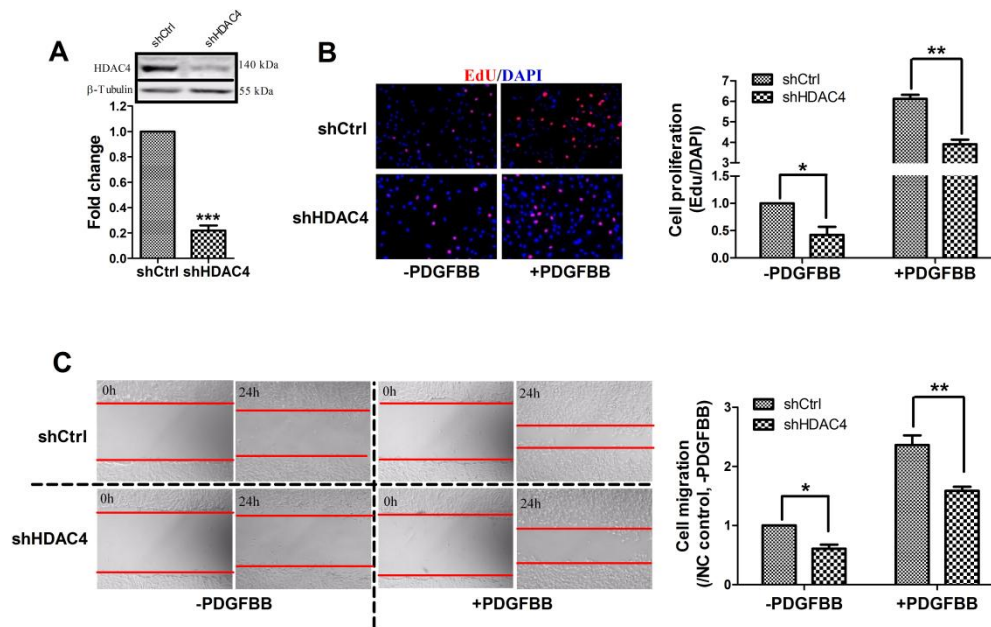 A
shCtrl shHDAC4
HDAC4 140 kDa
β-Tubulin 55 kDa
Fold change
1.2
1.0
0.8
0.6
0.4
0.2
0.0
***
shCtrl shHDAC4
B
EdU/DAPI
shCtrl
shHDAC4
-PDGFBB +PDGFBB
Cell proliferation
(Edu/DAPI)
shCtrl
shHDAC4
7
6
5
4
3
1.0
0.5
0.0
*
**
-PDGFBB +PDGFBB
C
0h 24h 0h 24h
shCtrl
0h 24h 0h 24h
shHDAC4
-PDGFBB +PDGFBB
Cell migration
(/NC control, -PDGFBB)
shCtrl
shHDAC4
3
2
1
0
*
**
-PDGFBB +PDGFBB